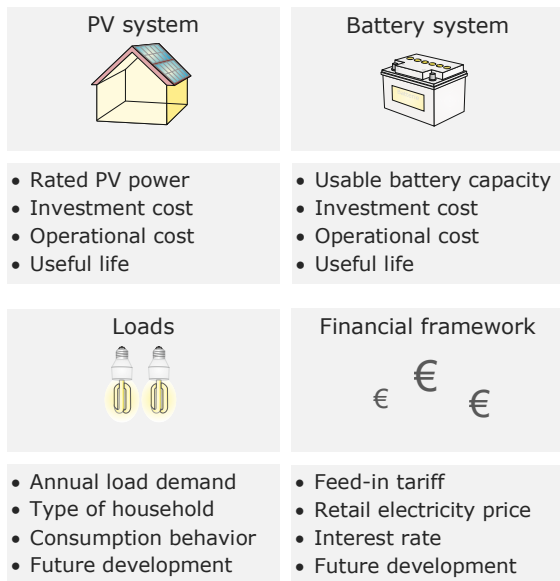 PV system
• Rated PV power
• Investment cost
• Operational cost
• Useful life
Battery system
• Usable battery capacity
• Investment cost
• Operational cost
• Useful life
Loads
• Annual load demand
• Type of household
• Consumption behavior
• Future development
Financial framework
€ € €
• Feed-in tariff
• Retail electricity price
• Interest rate
• Future development